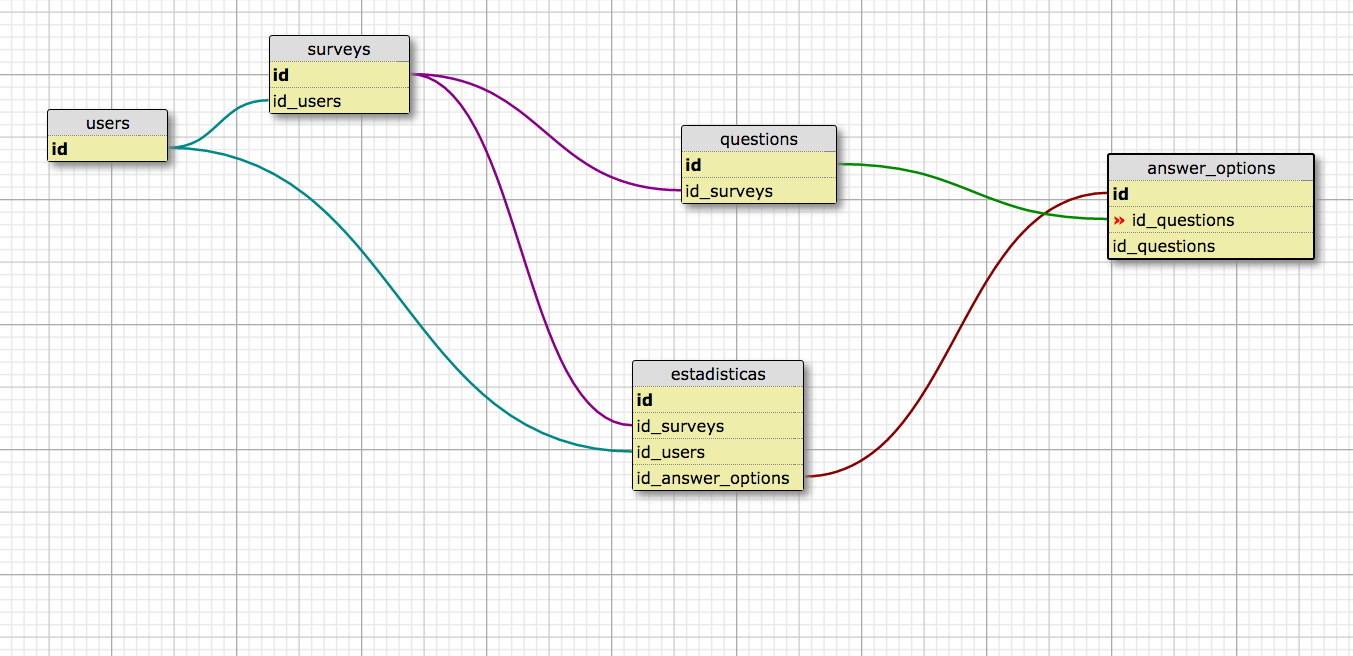 surveys
id
id_users
users
id
questions
id
id_surveys
answer_options
id
» id_questions
id_questions
estadisticas
id
id_surveys
id_users
id_answer_options